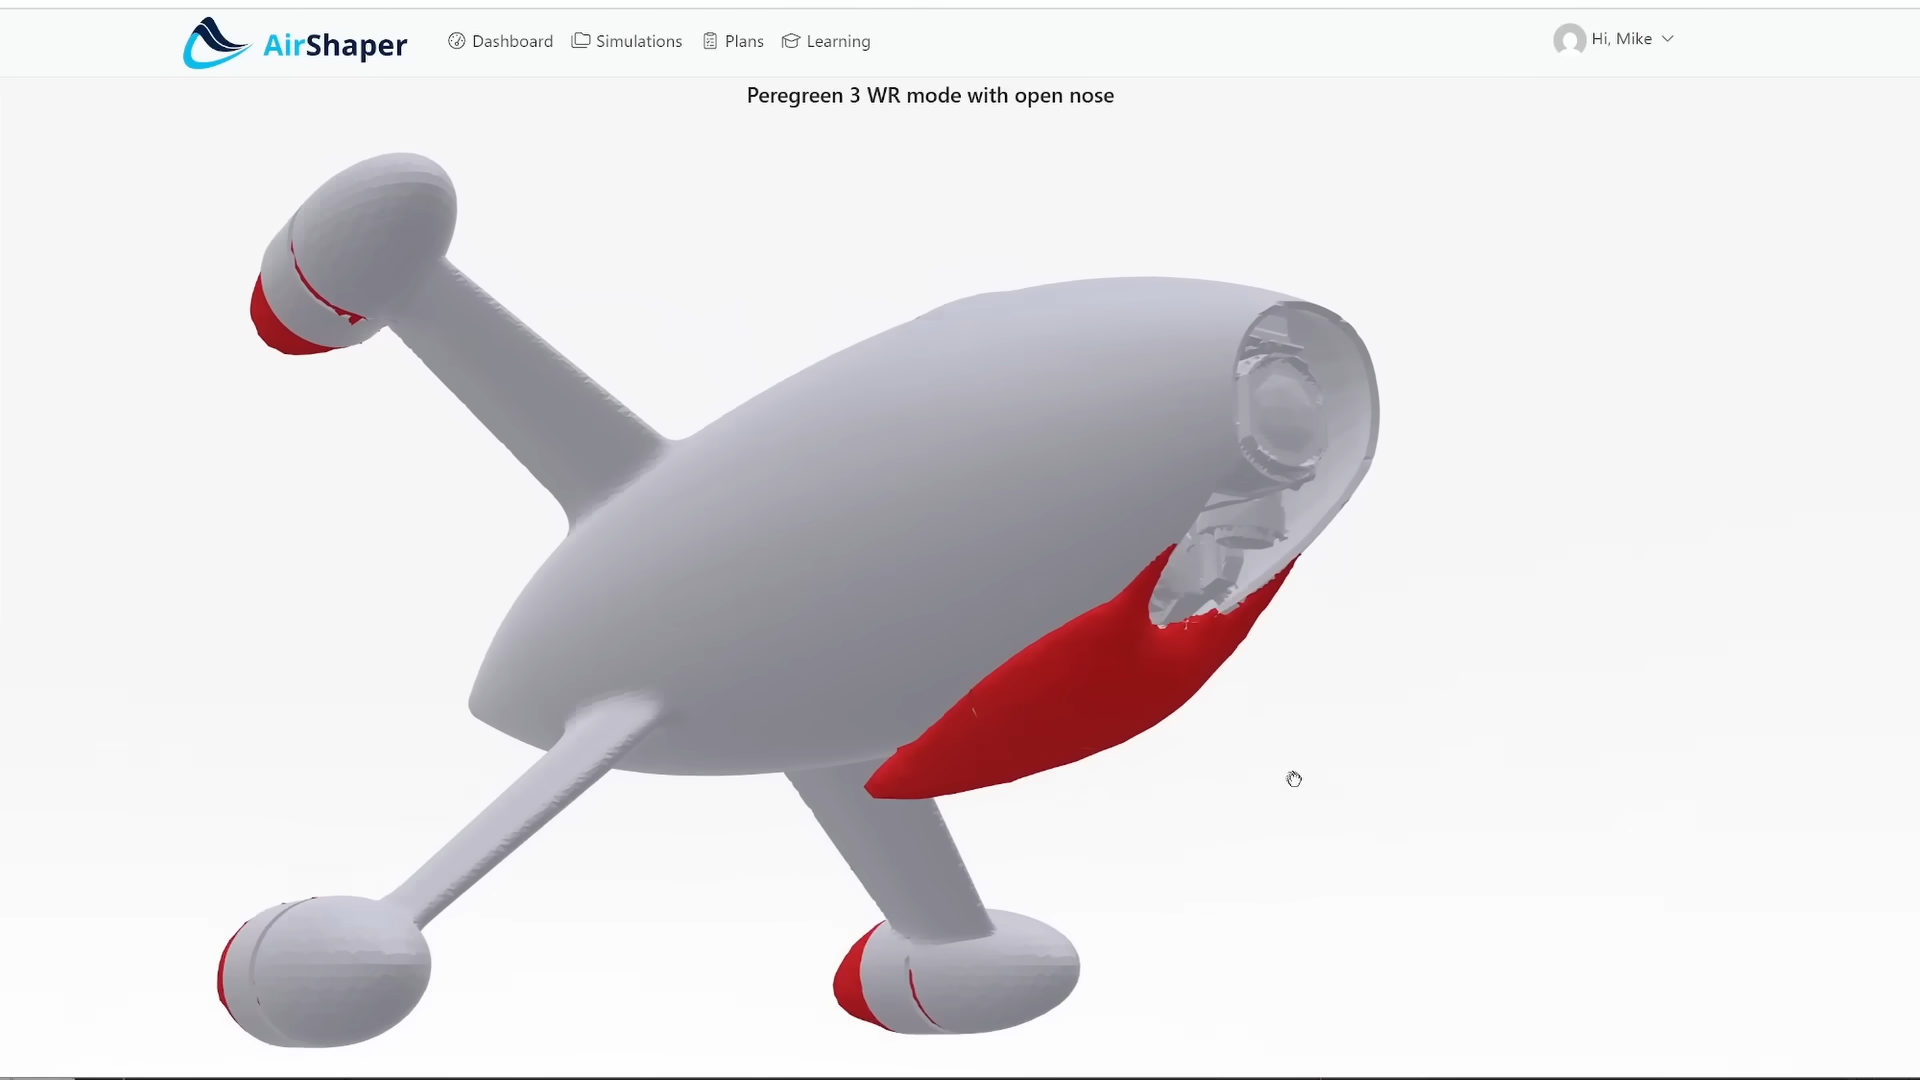 AirShaper
Dashboard
Simulations
Plans
Learning
Hi, Mike
Peregreen 3 WR mode with open nose